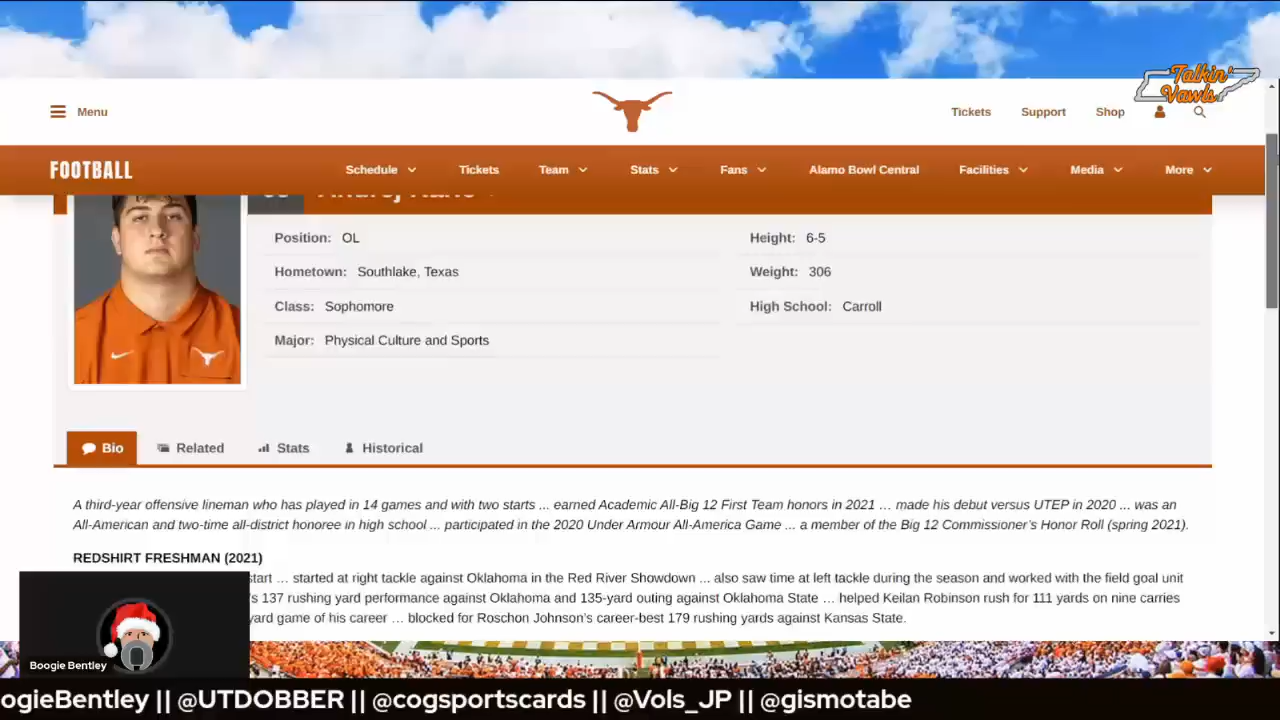 Talkin'
Vawls
Menu
Tickets Support Shop
FOOTBALL Schedule Tickets Team Stats Fans Alamo Bowl Central Facilities Media More
Position: OL Height: 6-5
Hometown: Southlake, Texas Weight: 306
Class: Sophomore High School: Carroll
Major: Physical Culture and Sports
Bio Related Stats Historical
A third-year offensive lineman who has played in 14 games and with two starts ... earned Academic All-Big 12 First Team honors in 2021 ... made his debut versus UTEP in 2020 ... was an
All-American and two-time all-district honoree in high school ... participated in the 2020 Under Armour All-America Game ... a member of the Big 12 Commissioner's Honor Roll (spring 2021).
REDSHIRT FRESHMAN (2021)
start ... started at right tackle against Oklahoma in the Red River Showdown ... also saw time at left tackle during the season and worked with the field goal unit
's 137 rushing yard performance against Oklahoma and 135-yard outing against Oklahoma State ... helped Keilan Robinson rush for 111 yards on nine carries
yard game of his career ... blocked for Roschon Johnson's career-best 179 rushing yards against Kansas State.
Boogie Bentley
oogieBentley || @UTDOBBER || @cogsportscards || @Vols_JP || @gismotabe